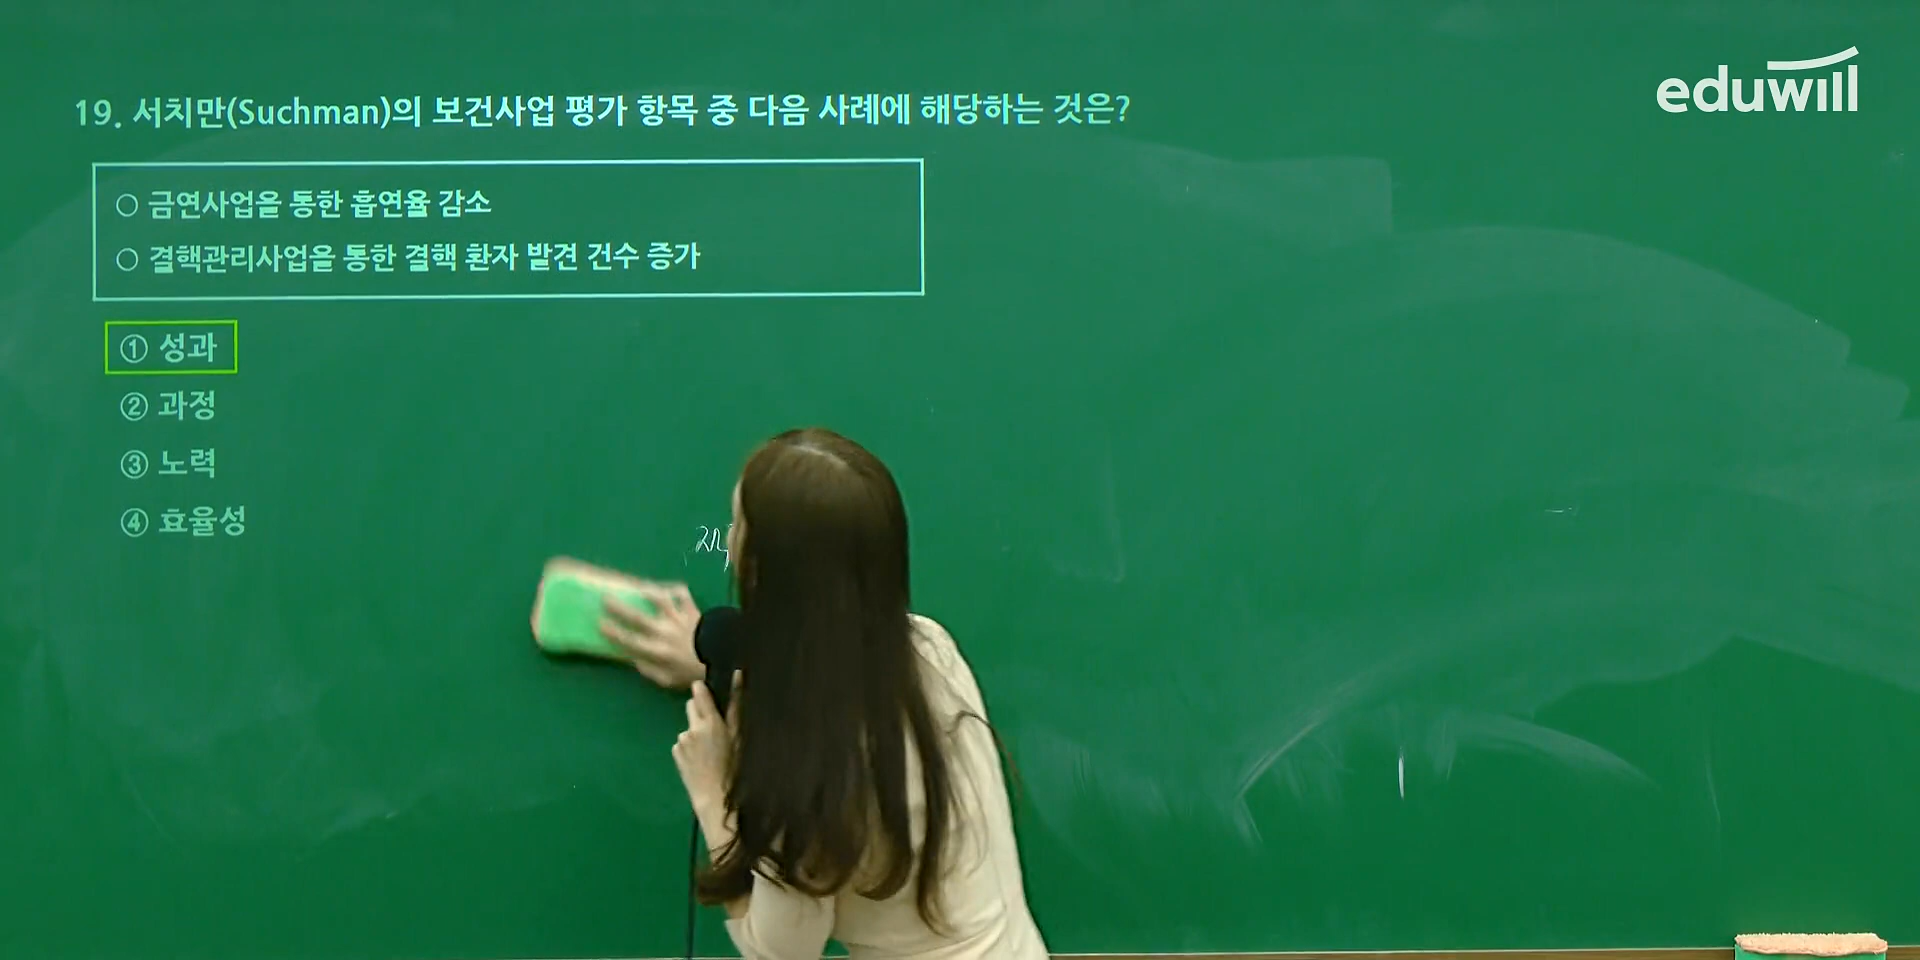 eduwill
19. 서치만(Suchman)의 보건사업 평가 항목 중 다음 사례에 해당하는 것은?
○ 금연사업을 통한 흡연율 감소
○ 결핵관리사업을 통한 결핵 환자 발견 건수 증가
① 성과
② 과정
③ 노력
④ 효율성